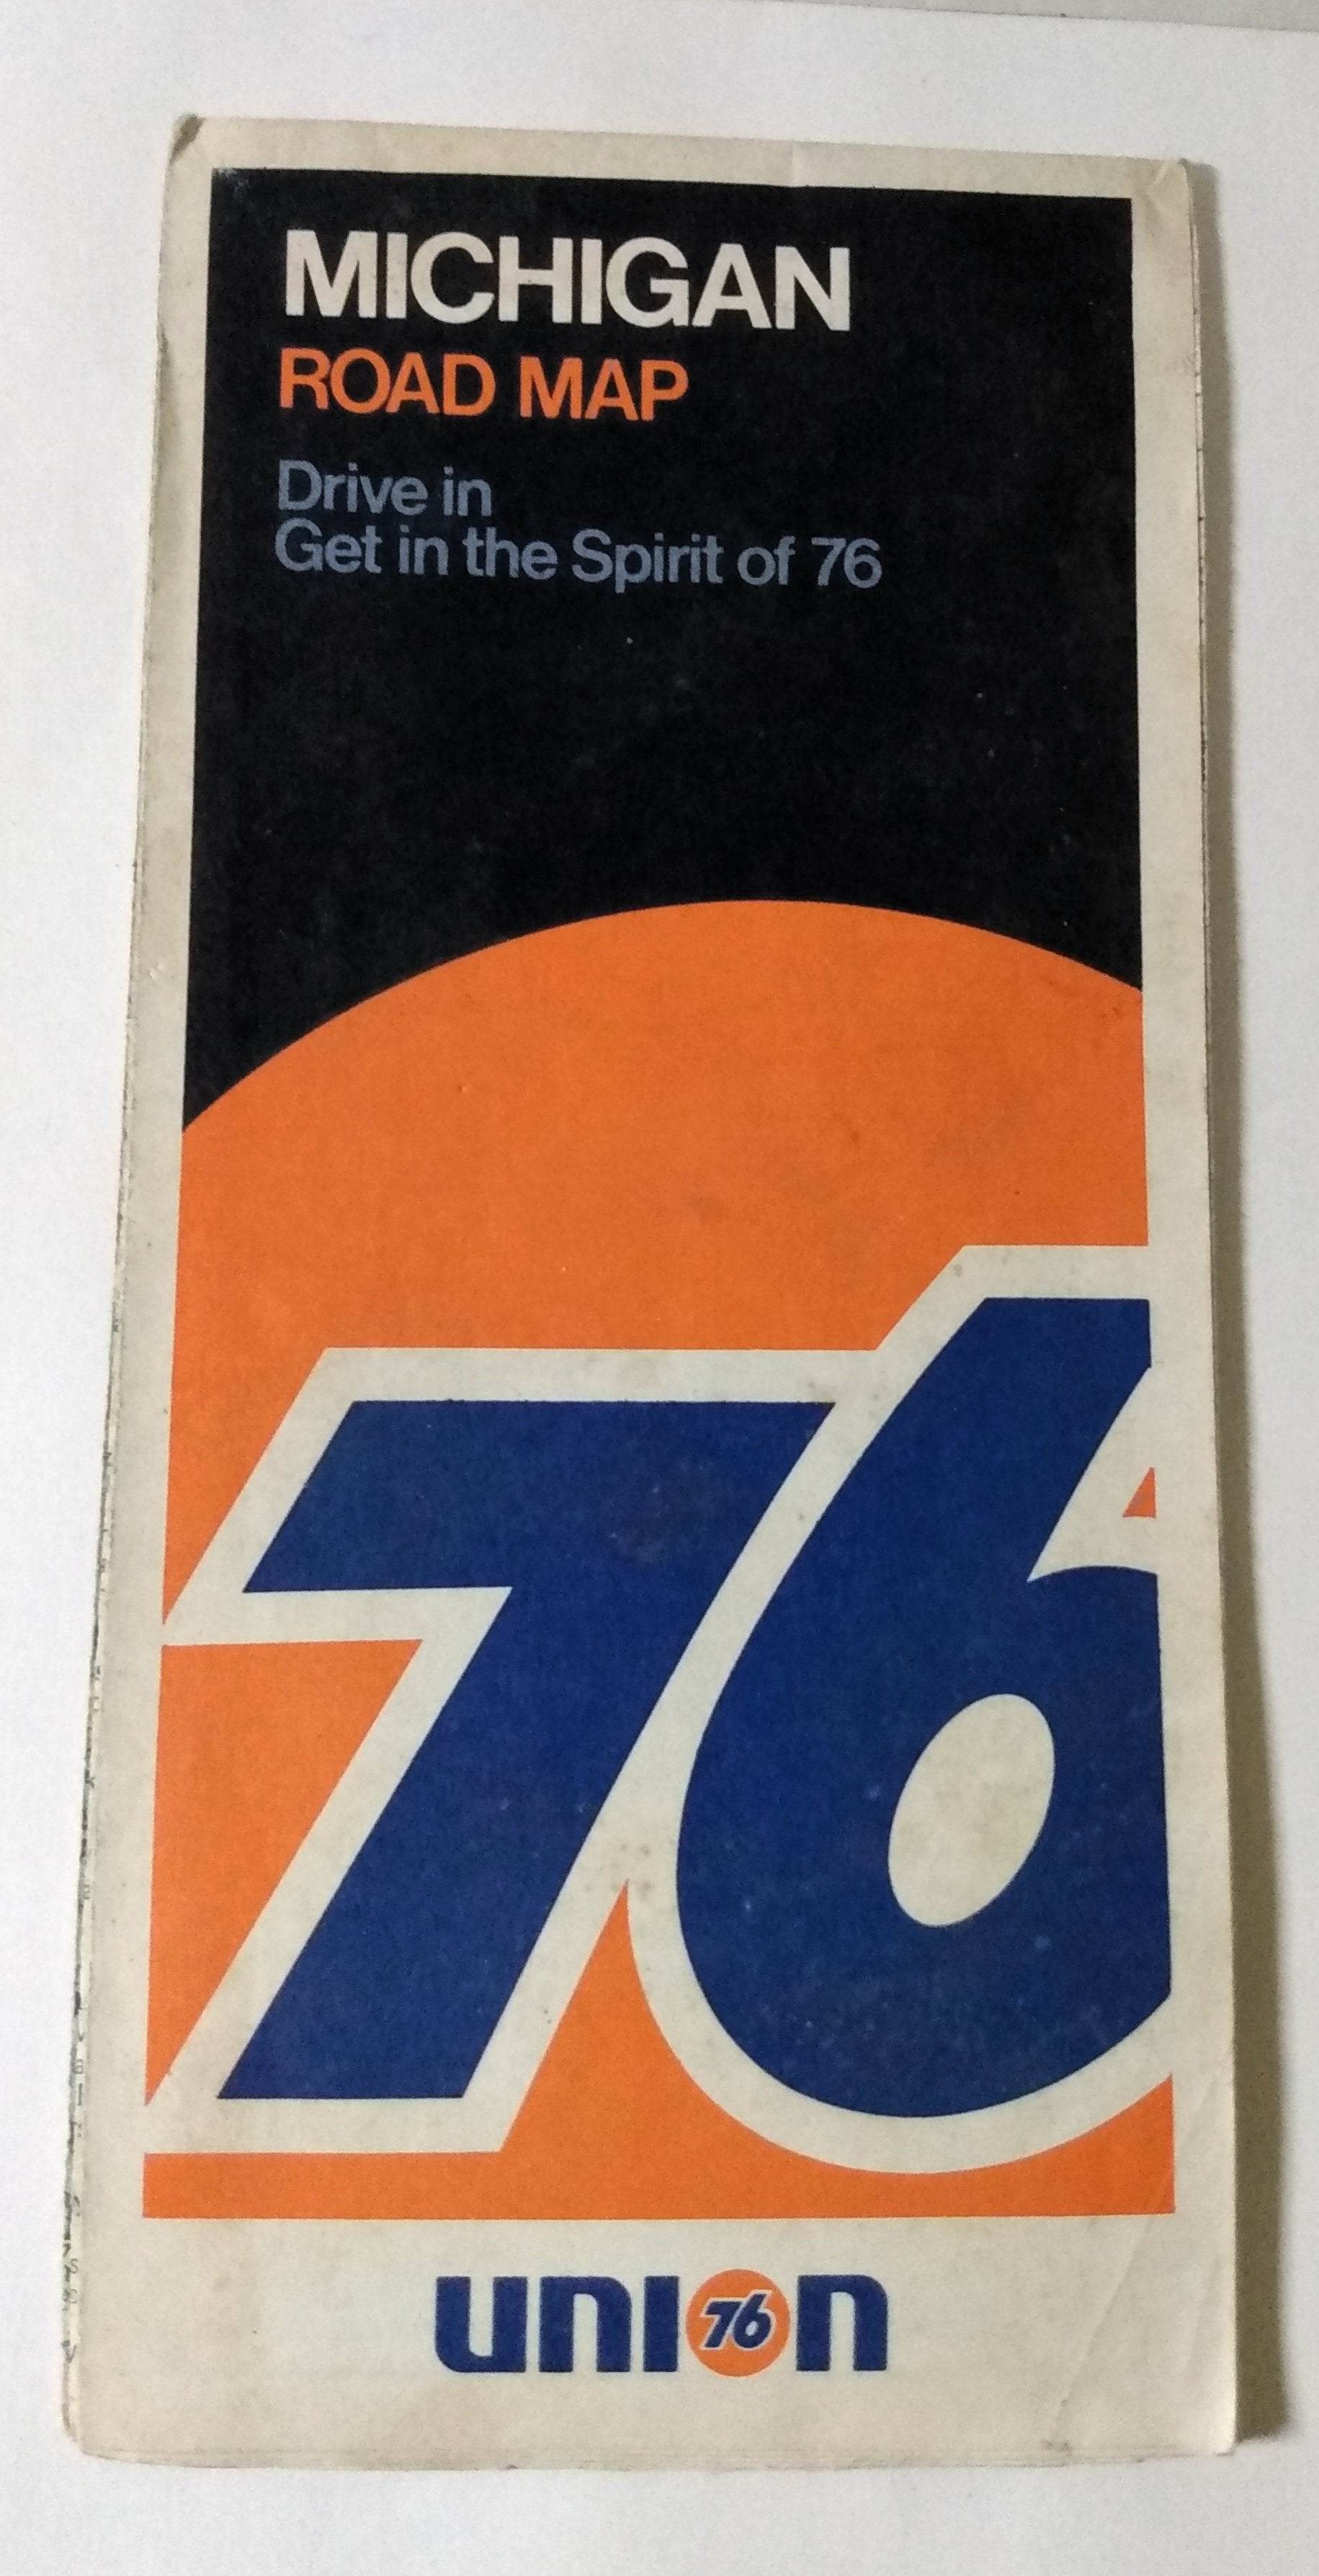 MICHIGAN
ROAD MAP
Drive in
Get in the Spirit of 76
76
union
76